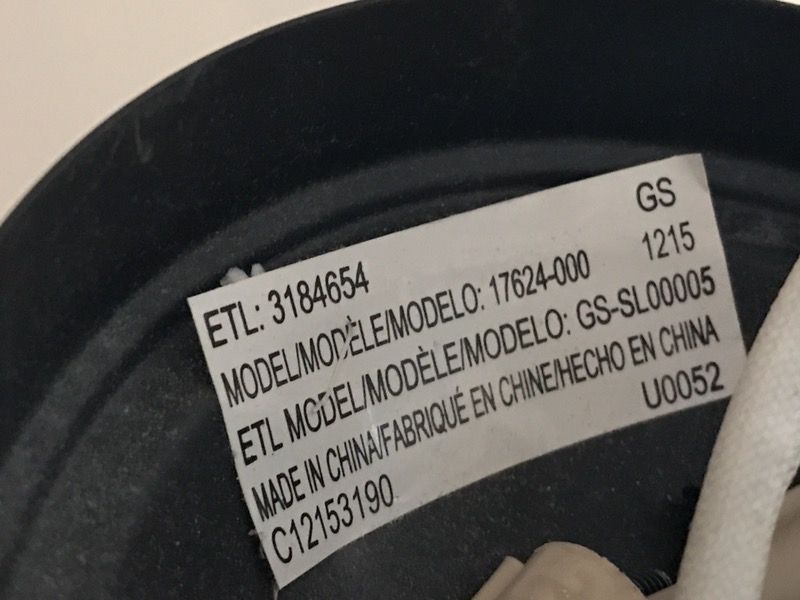 GS
ETL: 3184654 1215
MODEL/MODÈLE/MODELO: 17624-000
ETL MODEL/MODÈLE/MODELO: GS-SL00005
MADE IN CHINA/FABRIQUÉ EN CHINE/HECHO EN CHINA
C12153190 U0052